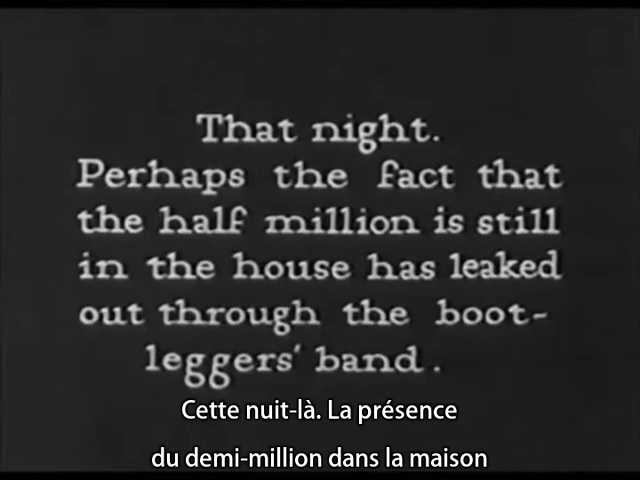 That night.
Perhaps the fact that
the half million is still
in the house has leaked
out through the boot-
leggers' band.
Cette nuit-là. La présence
du demi-million dans la maison